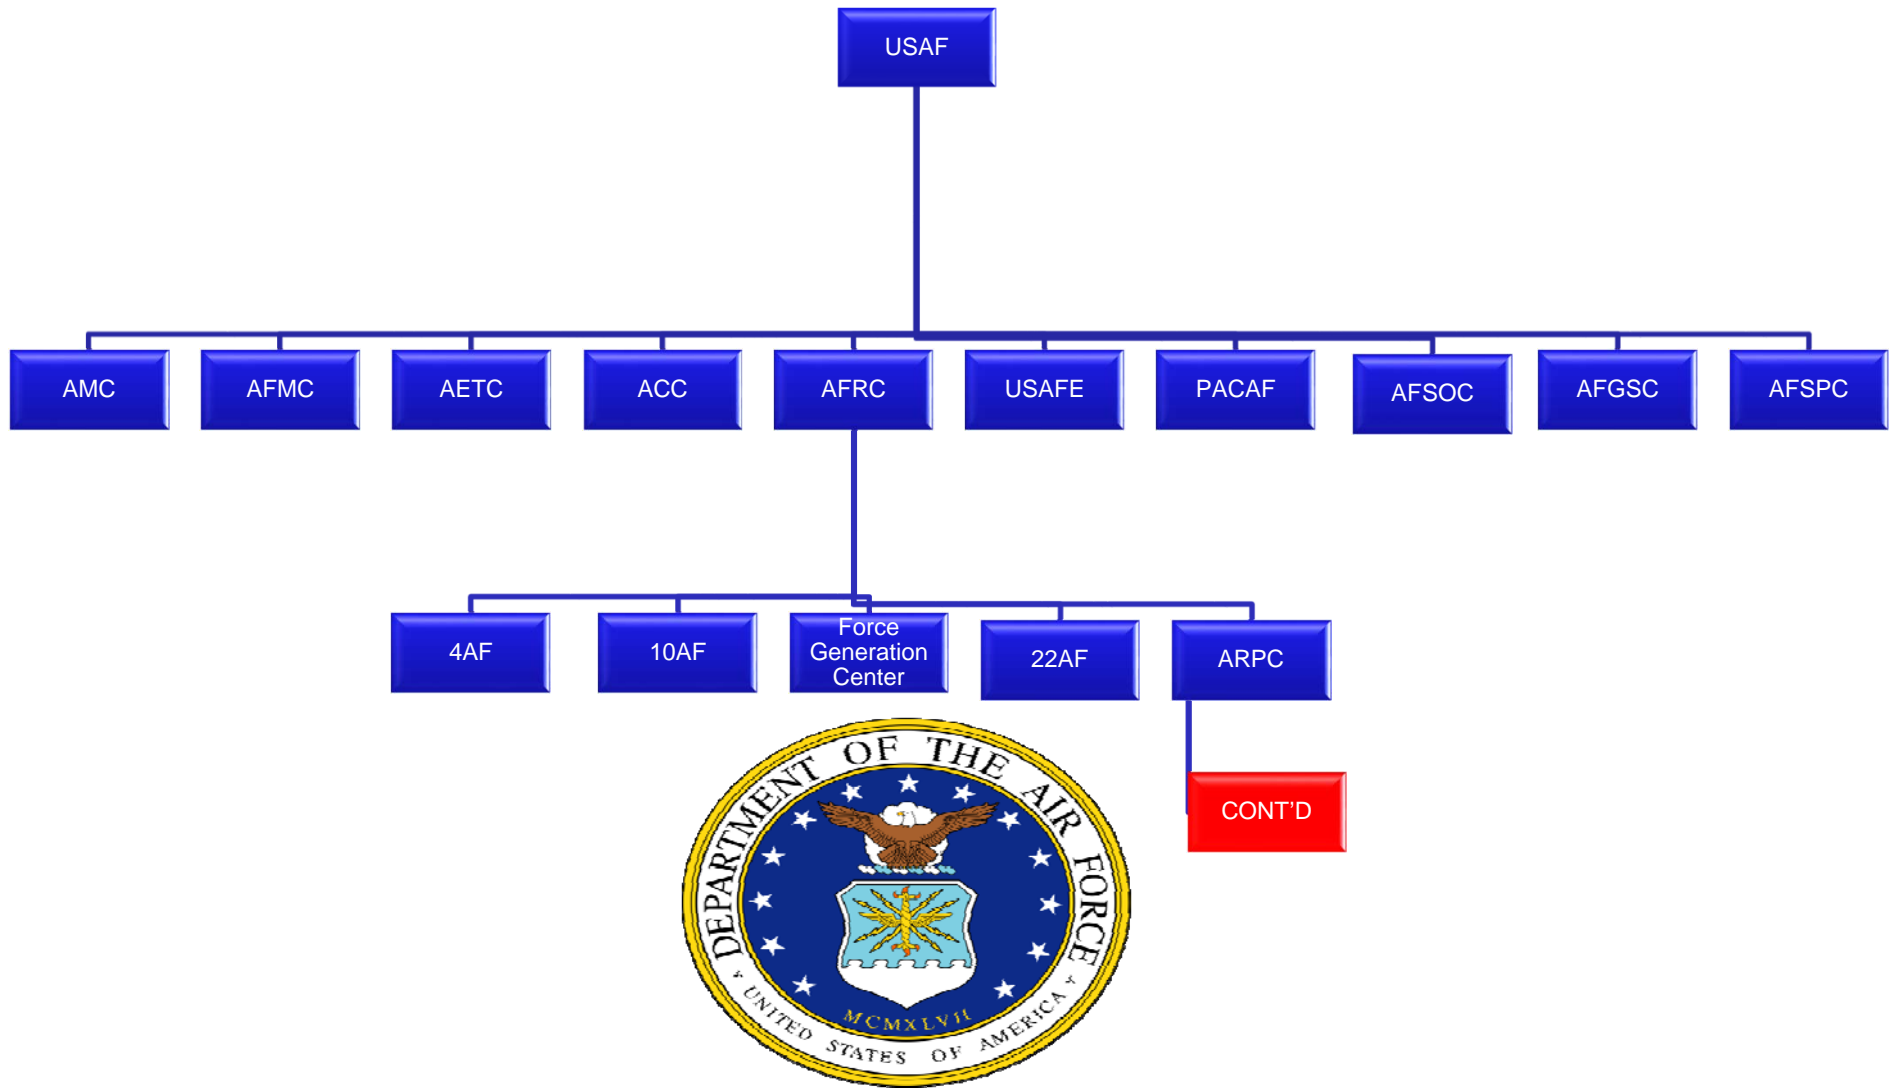 USAF
AMC
AFMC
AETC
ACC
AFRC
USAFE
PACAF
AFSOC
AFGSC
AFSPC
4AF
10AF
Force
Generation
Center
22AF
ARPC
CONT’D
DEPARTMENT OF THE AIR FORCE
MCMXLVII
UNITED STATES OF AMERICA